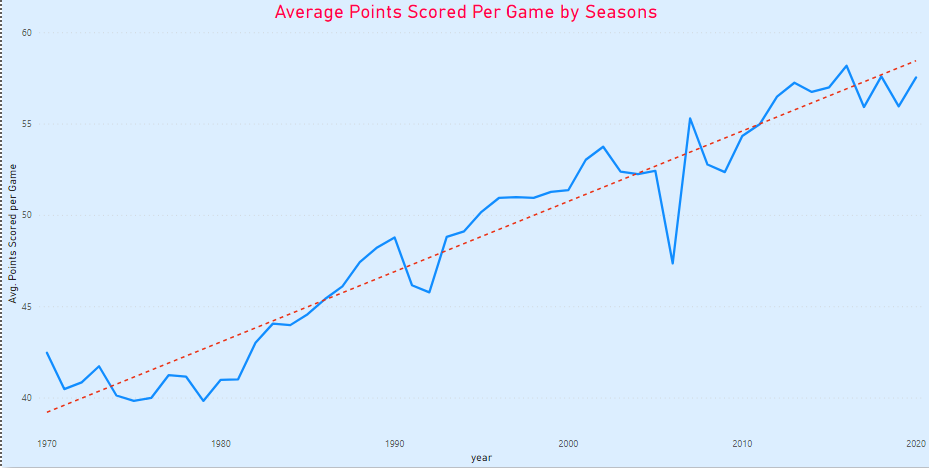 Average Points Scored Per Game by Seasons
60
55
50
45
40
Avg. Points Scored per Game
1970 1980 1990 2000 2010 2020
year